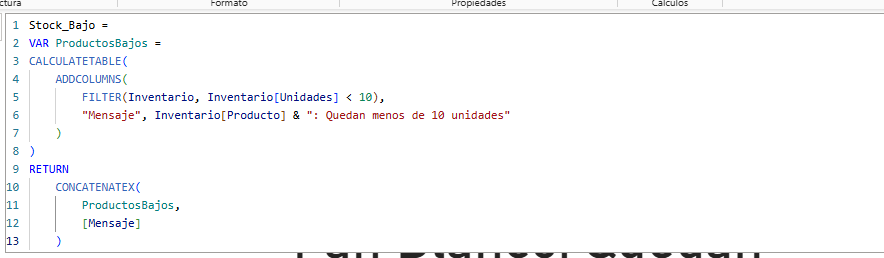 Formato
Propiedades
Cálculos
1 Stock_Bajo =
2 VAR ProductosBajos =
3 CALCULATETABLE(
4 ADDCOLUMNS(
5 FILTER(Inventario, Inventario[Unidades] < 10),
6 "Mensaje", Inventario[Producto] & ": Quedan menos de 10 unidades"
7 )
8 )
9 RETURN
10 CONCATENATEX(
11 ProductosBajos,
12 [Mensaje]
13 )